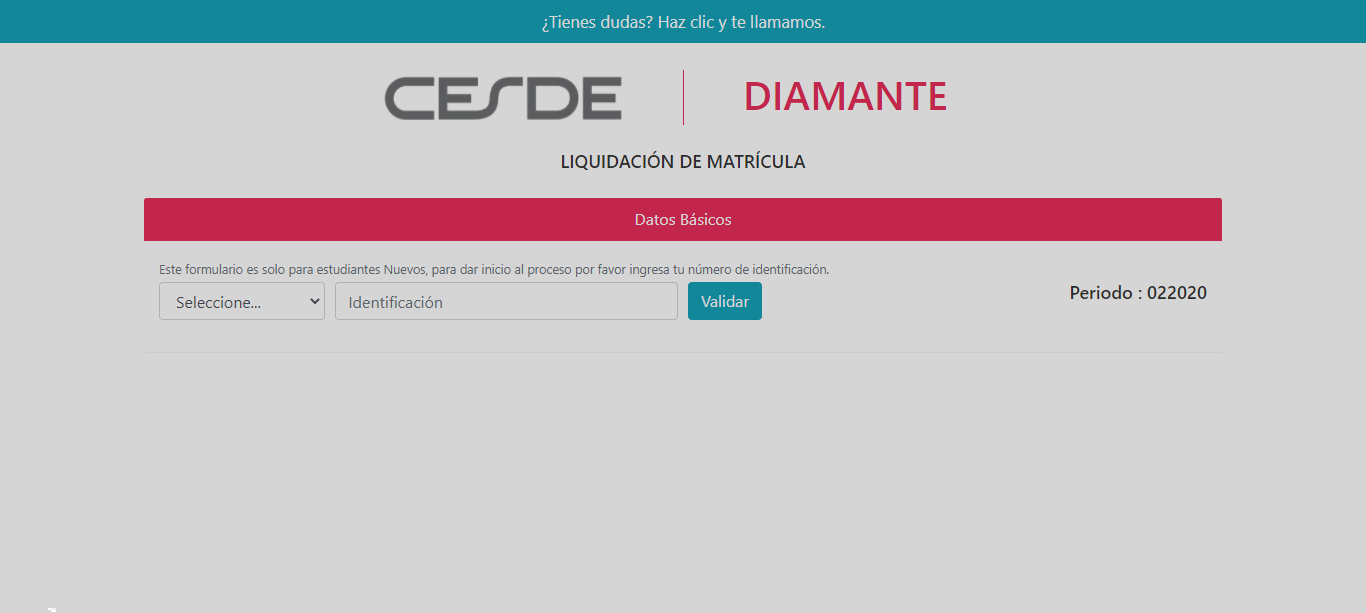 ¿Tienes dudas? Haz clic y te llamamos.
CESDE
DIAMANTE
LIQUIDACIÓN DE MATRÍCULA
Datos Básicos
Este formulario es solo para estudiantes Nuevos, para dar inicio al proceso por favor ingresa tu número de identificación.
Seleccione... Identificación Validar
Periodo : 022020